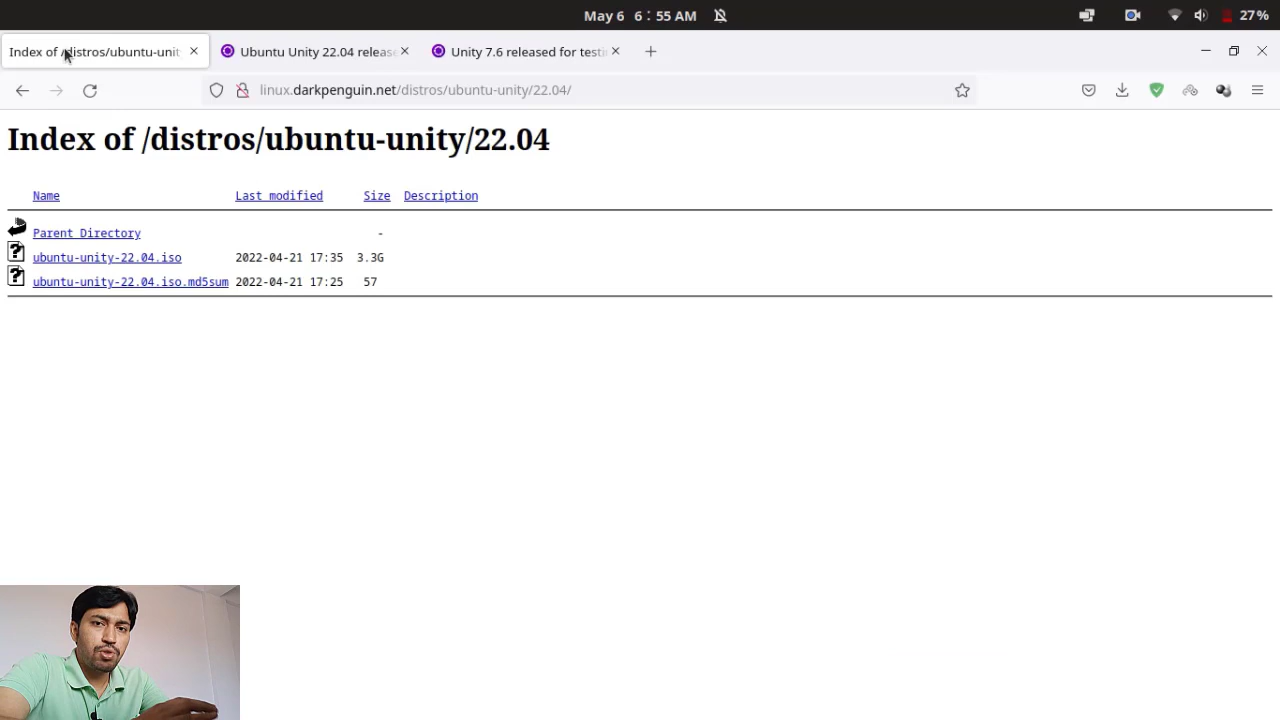 May 6 6 : 55 AM
27%
Index of /distros/ubuntu-unit
Ubuntu Unity 22.04 release
Unity 7.6 released for testi
linux.darkpenguin.net/distros/ubuntu-unity/22.04/
Index of /distros/ubuntu-unity/22.04
Name Last modified Size Description
Parent Directory -
ubuntu-unity-22.04.iso 2022-04-21 17:35 3.3G
ubuntu-unity-22.04.iso.md5sum 2022-04-21 17:25 57